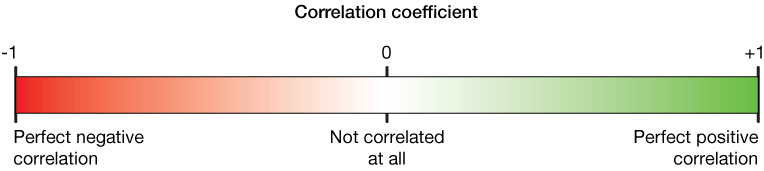 Correlation coefficient
-1
0
+1
Perfect negative
correlation
Not correlated
at all
Perfect positive
correlation